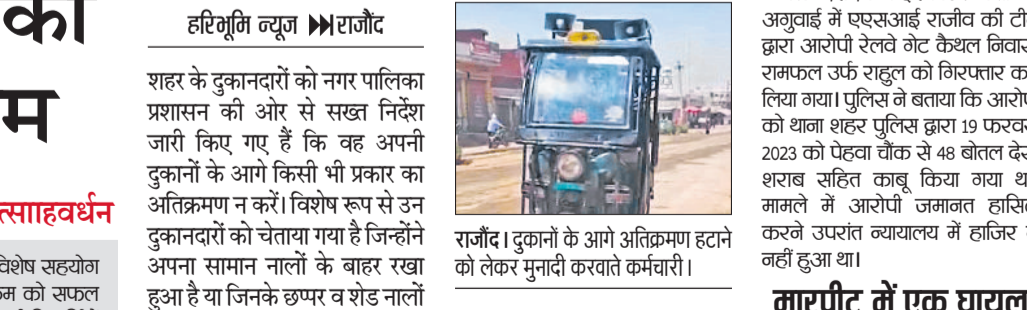 की
म
त्सााहवर्धन
विशेष सहयोग
को सफल
हरिभूमि न्यूज ▶▶राजौंद
शहर के दुकानदारों को नगर पालिका
प्रशासन की ओर से सख्त निर्देश
जारी किए गए हैं कि वह अपनी
दुकानों के आगे किसी भी प्रकार का
अतिक्रमण न करें। विशेष रूप से उन
दुकानदारों को चेताया गया है जिन्होंने
अपना सामान नालों के बाहर रखा
हुआ है या जिनके छप्पर व शेड नालों
राजौंद। दुकानों के आगे अतिक्रमण हटाने
को लेकर मुनादी करवाते कर्मचारी।
अगुवाई में एएसआई राजीव की
द्वारा आरोपी रेलवे गेट कैथल
रामफल उर्फ राहुल को गिरफ्तार
लिया गया। पुलिस ने बताया कि
को थाना शहर पुलिस द्वारा 19
2023 को पेहवा चौंक से 48 बोतल
शराब सहित काबू किया गया
मामले में आरोपी जमानत
करने उपरांत न्यायालय में हाजिर
नहीं हुआ था।
मारपीट में एक घायल